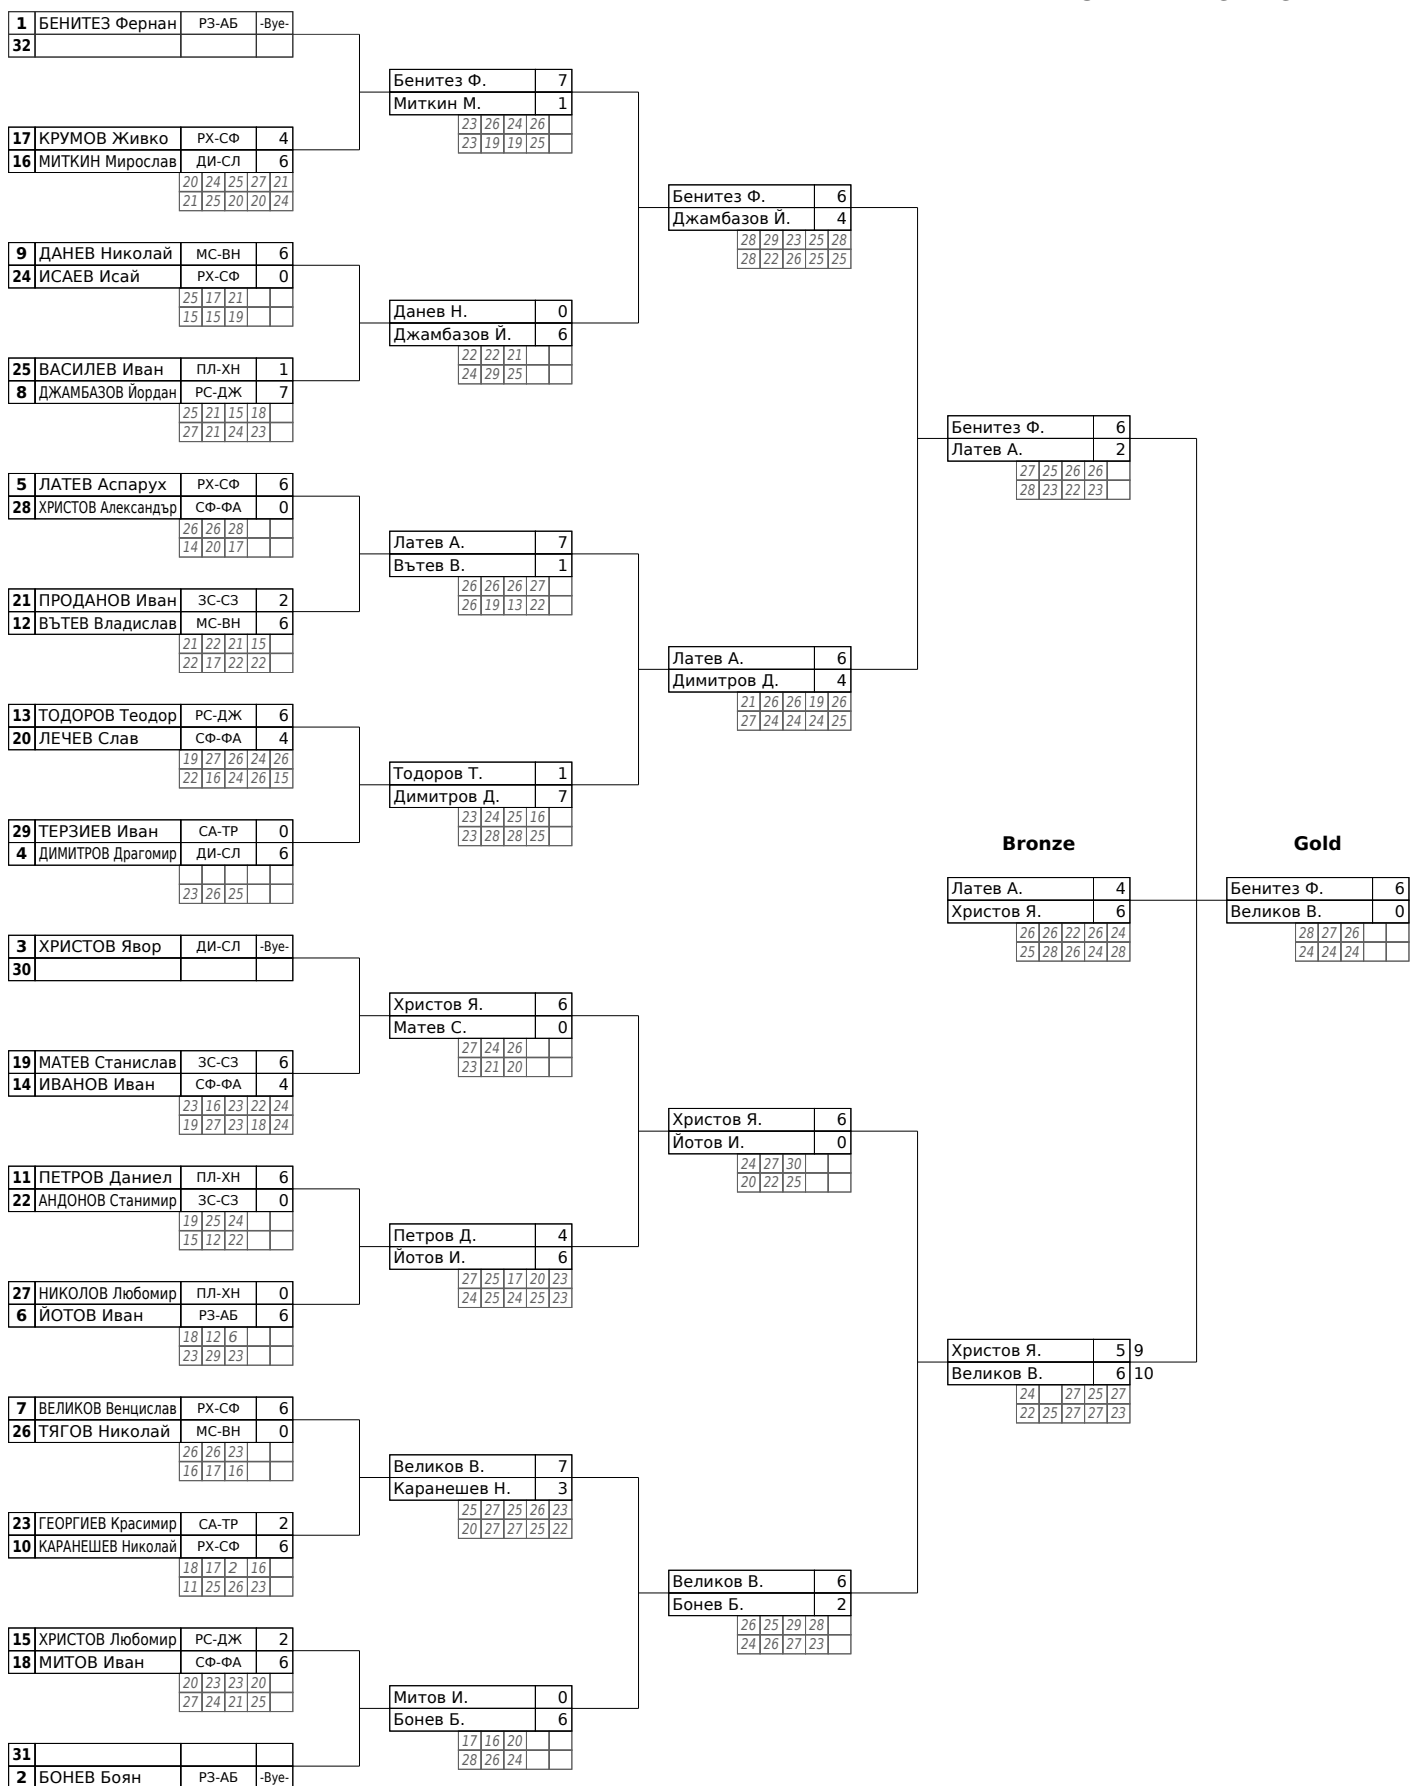 1 БЕНИТЕЗ Фернан РЗ-АБ -Bye-
32
17 КРУМОВ Живко РХ-СФ 4
16 МИТКИН Мирослав ДИ-СЛ 6
20 24 25 27 21
21 25 20 20 24
9 ДАНЕВ Николай МС-ВН 6
24 ИСАЕВ Исай РХ-СФ 0
25 17 21
15 15 19
25 ВАСИЛЕВ Иван ПЛ-ХН 1
8 ДЖАМБАЗОВ Йордан РС-ДЖ 7
25 21 15 18
27 21 24 23
5 ЛАТЕВ Аспарух РХ-СФ 6
28 ХРИСТОВ Александър СФ-ФА 0
26 26 28
14 20 17
21 ПРОДАНОВ Иван ЗС-СЗ 2
12 ВЪТЕВ Владислав МС-ВН 6
21 22 21 15
22 17 22 22
13 ТОДОРОВ Теодор РС-ДЖ 6
20 ЛЕЧЕВ Слав СФ-ФА 4
19 27 26 24 26
22 16 24 26 15
29 ТЕРЗИЕВ Иван СА-ТР 0
4 ДИМИТРОВ Драгомир ДИ-СЛ 6
23 26 25
3 ХРИСТОВ Явор ДИ-СЛ -Bye-
30
19 МАТЕВ Станислав ЗС-СЗ 6
14 ИВАНОВ Иван СФ-ФА 4
23 16 23 22 24
19 27 23 18 24
11 ПЕТРОВ Даниел ПЛ-ХН 6
22 АНДОНОВ Станимир ЗС-СЗ 0
19 25 24
15 12 22
27 НИКОЛОВ Любомир ПЛ-ХН 0
6 ЙОТОВ Иван РЗ-АБ 6
18 12 6
23 29 23
7 ВЕЛИКОВ Венцислав РХ-СФ 6
26 ТЯГОВ Николай МС-ВН 0
26 26 23
16 17 16
23 ГЕОРГИЕВ Красимир СА-ТР 2
10 КАРАНЕШЕВ Николай РХ-СФ 6
18 17 2 16
11 25 26 23
15 ХРИСТОВ Любомир РС-ДЖ 2
18 МИТОВ Иван СФ-ФА 6
20 23 23 20
27 24 21 25
31
2 БОНЕВ Боян РЗ-АБ -Bye-
Бенитез Ф. 7
Миткин М. 1
23 26 24 26
23 19 19 25
Данев Н. 0
Джамбазов Й. 6
22 22 21
24 29 25
Латев А. 7
Вътев В. 1
26 26 26 27
26 19 13 22
Тодоров Т. 1
Димитров Д. 7
23 24 25 16
23 28 28 25
Христов Я. 6
Матев С. 0
27 24 26
23 21 20
Петров Д. 4
Йотов И. 6
27 25 17 20 23
24 25 24 25 23
Великов В. 7
Каранешев Н. 3
25 27 25 26 23
20 27 27 25 22
Митов И. 0
Бонев Б. 6
17 16 20
28 26 24
Бенитез Ф. 6
Джамбазов Й. 4
28 29 23 25 28
28 22 26 25 25
Латев А. 6
Димитров Д. 4
21 26 26 19 26
27 24 24 24 25
Христов Я. 6
Йотов И. 0
24 27 30
20 22 25
Великов В. 6
Бонев Б. 2
26 25 29 28
24 26 27 23
Бенитез Ф. 6
Латев А. 2
27 25 26 26
28 23 22 23
Христов Я. 5 9
Великов В. 6 10
24 27 25 27
22 25 27 27 23
Bronze
Латев А. 4
Христов Я. 6
26 26 22 26 24
25 28 26 24 28
Gold
Бенитез Ф. 6
Великов В. 0
28 27 26
24 24 24